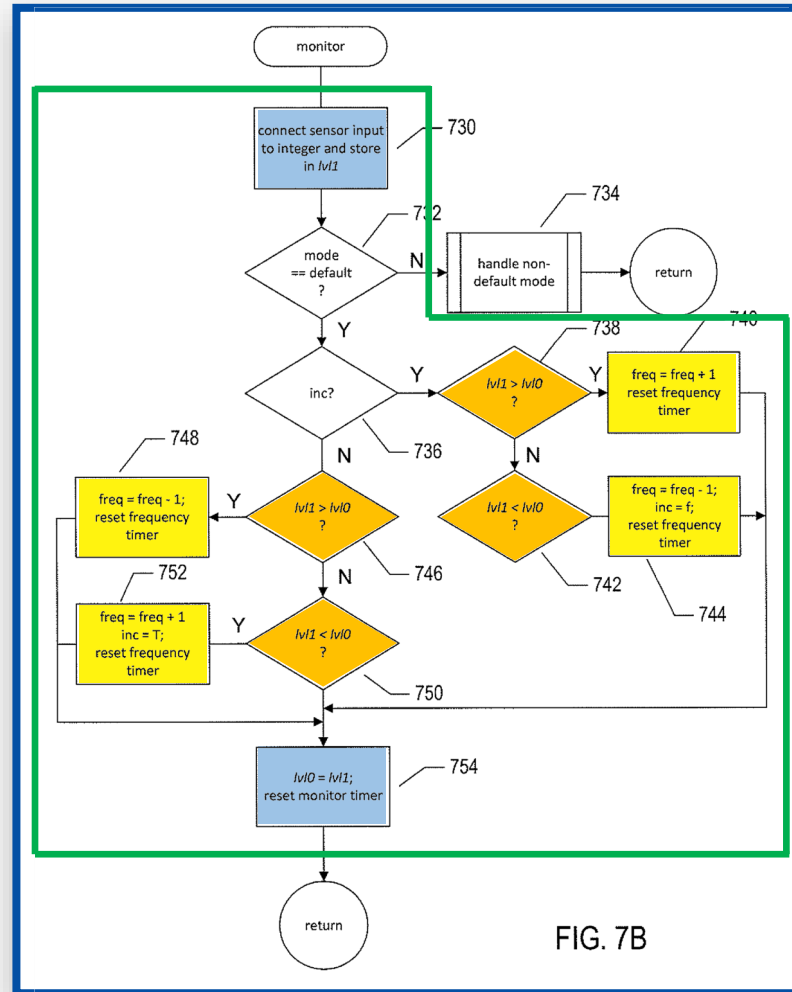 monitor
connect sensor input
to integer and store
in lvl1
730
732
mode
== default
?
N
734
handle non-
default mode
return
Y
inc?
736
Y
738
lvl1 > lvl0
?
Y
freq = freq + 1
reset frequency
timer
N
N
748
freq = freq - 1;
reset frequency
timer
Y
lvl1 > lvl0
?
746
lvl1 < lvl0
?
742
freq = freq - 1;
inc = f;
reset frequency
timer
744
N
752
freq = freq + 1
inc = T;
reset frequency
timer
Y
lvl1 < lvl0
?
750
lvl0 = lvl1;
reset monitor timer
754
return
FIG. 7B